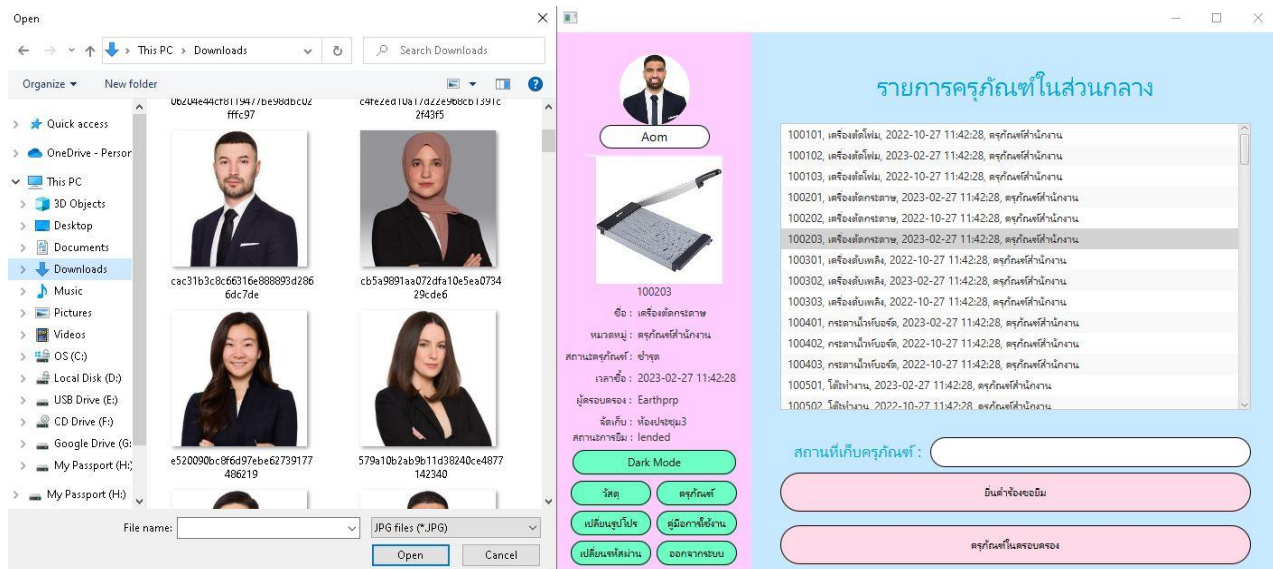 Open
This PC > Downloads
Search Downloads
Organize
New folder
Quick access
OneDrive - Person
This PC
3D Objects
Desktop
Documents
Downloads
Music
Pictures
Videos
OS (C:)
Local Disk (D:)
USB Drive (E:)
CD Drive (F:)
Google Drive (G:
My Passport (H:)
My Passport (H:)
fffc97
2f43f5
cac31b3c8c66316e888893d286
6dc7de
cb5a9891aa072dfa10e5ea0734
29cde6
e520090bc8f6d97ebe62739177
486219
579a10b2ab9b11d38240ce4877
142340
File name:
JPG files (*.JPG)
Open
Cancel
Aom
100203
ชื่อ : เครื่องตัดกระดาษ
หมวดหมู่ : ครุภัณฑ์สำนักงาน
สถานะครุภัณฑ์ : ชำรุด
เวลาซื้อ : 2023-02-27 11:42:28
ผู้ครอบครอง : Earthprp
จัดเก็บ : ห้องประชุม3
สถานะการยืม : lended
Dark Mode
วัสดุ
ครุภัณฑ์
เปลี่ยนรูปโปร
คู่มือการใช้งาน
เปลี่ยนรหัสผ่าน
ออกจากระบบ
รายการครุภัณฑ์ในส่วนกลาง
100101, เครื่องตัดโฟม, 2022-10-27 11:42:28, ครุภัณฑ์สำนักงาน
100102, เครื่องตัดโฟม, 2023-02-27 11:42:28, ครุภัณฑ์สำนักงาน
100103, เครื่องตัดโฟม, 2022-10-27 11:42:28, ครุภัณฑ์สำนักงาน
100201, เครื่องตัดกระดาษ, 2023-02-27 11:42:28, ครุภัณฑ์สำนักงาน
100202, เครื่องตัดกระดาษ, 2022-10-27 11:42:28, ครุภัณฑ์สำนักงาน
100203, เครื่องตัดกระดาษ, 2023-02-27 11:42:28, ครุภัณฑ์สำนักงาน
100301, เครื่องดับเพลิง, 2022-10-27 11:42:28, ครุภัณฑ์สำนักงาน
100302, เครื่องดับเพลิง, 2023-02-27 11:42:28, ครุภัณฑ์สำนักงาน
100303, เครื่องดับเพลิง, 2022-10-27 11:42:28, ครุภัณฑ์สำนักงาน
100401, กระดานไวท์บอร์ด, 2023-02-27 11:42:28, ครุภัณฑ์สำนักงาน
100402, กระดานไวท์บอร์ด, 2022-10-27 11:42:28, ครุภัณฑ์สำนักงาน
100403, กระดานไวท์บอร์ด, 2023-02-27 11:42:28, ครุภัณฑ์สำนักงาน
100501, โต๊ะทำงาน, 2023-02-27 11:42:28, ครุภัณฑ์สำนักงาน
100502, โต๊ะทำงาน, 2022-10-27 11:42:28, ครุภัณฑ์สำนักงาน
สถานที่เก็บครุภัณฑ์ :
ยื่นคำร้องขอยืม
ครุภัณฑ์ในครอบครอง